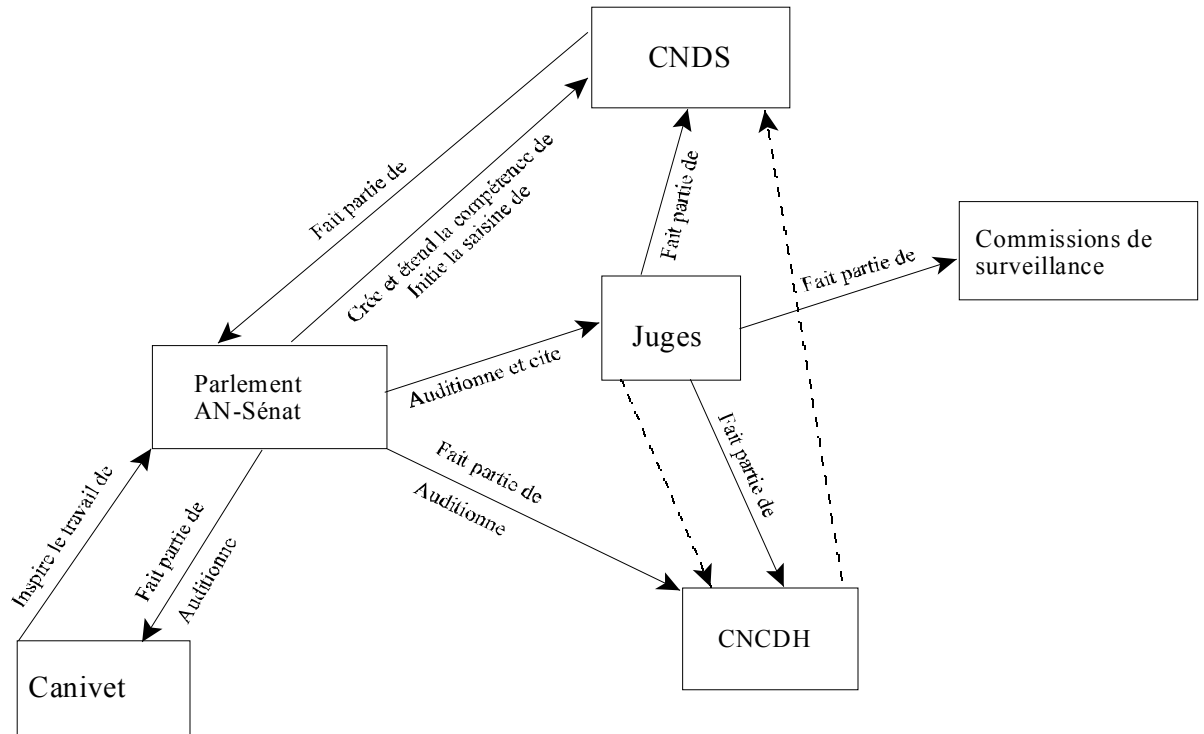 CNDS
Fait partie de
Crée et étend la compétence de
Initie la saisine de
Fait partie de
Commissions de
surveillance
Fait partie de
Juges
Parlement
AN-Sénat
Auditionne et cite
Fait partie de
Fait partie de
Auditionne
Inspire le travail de
Fait partie de
Auditionne
CNCDH
Canivet